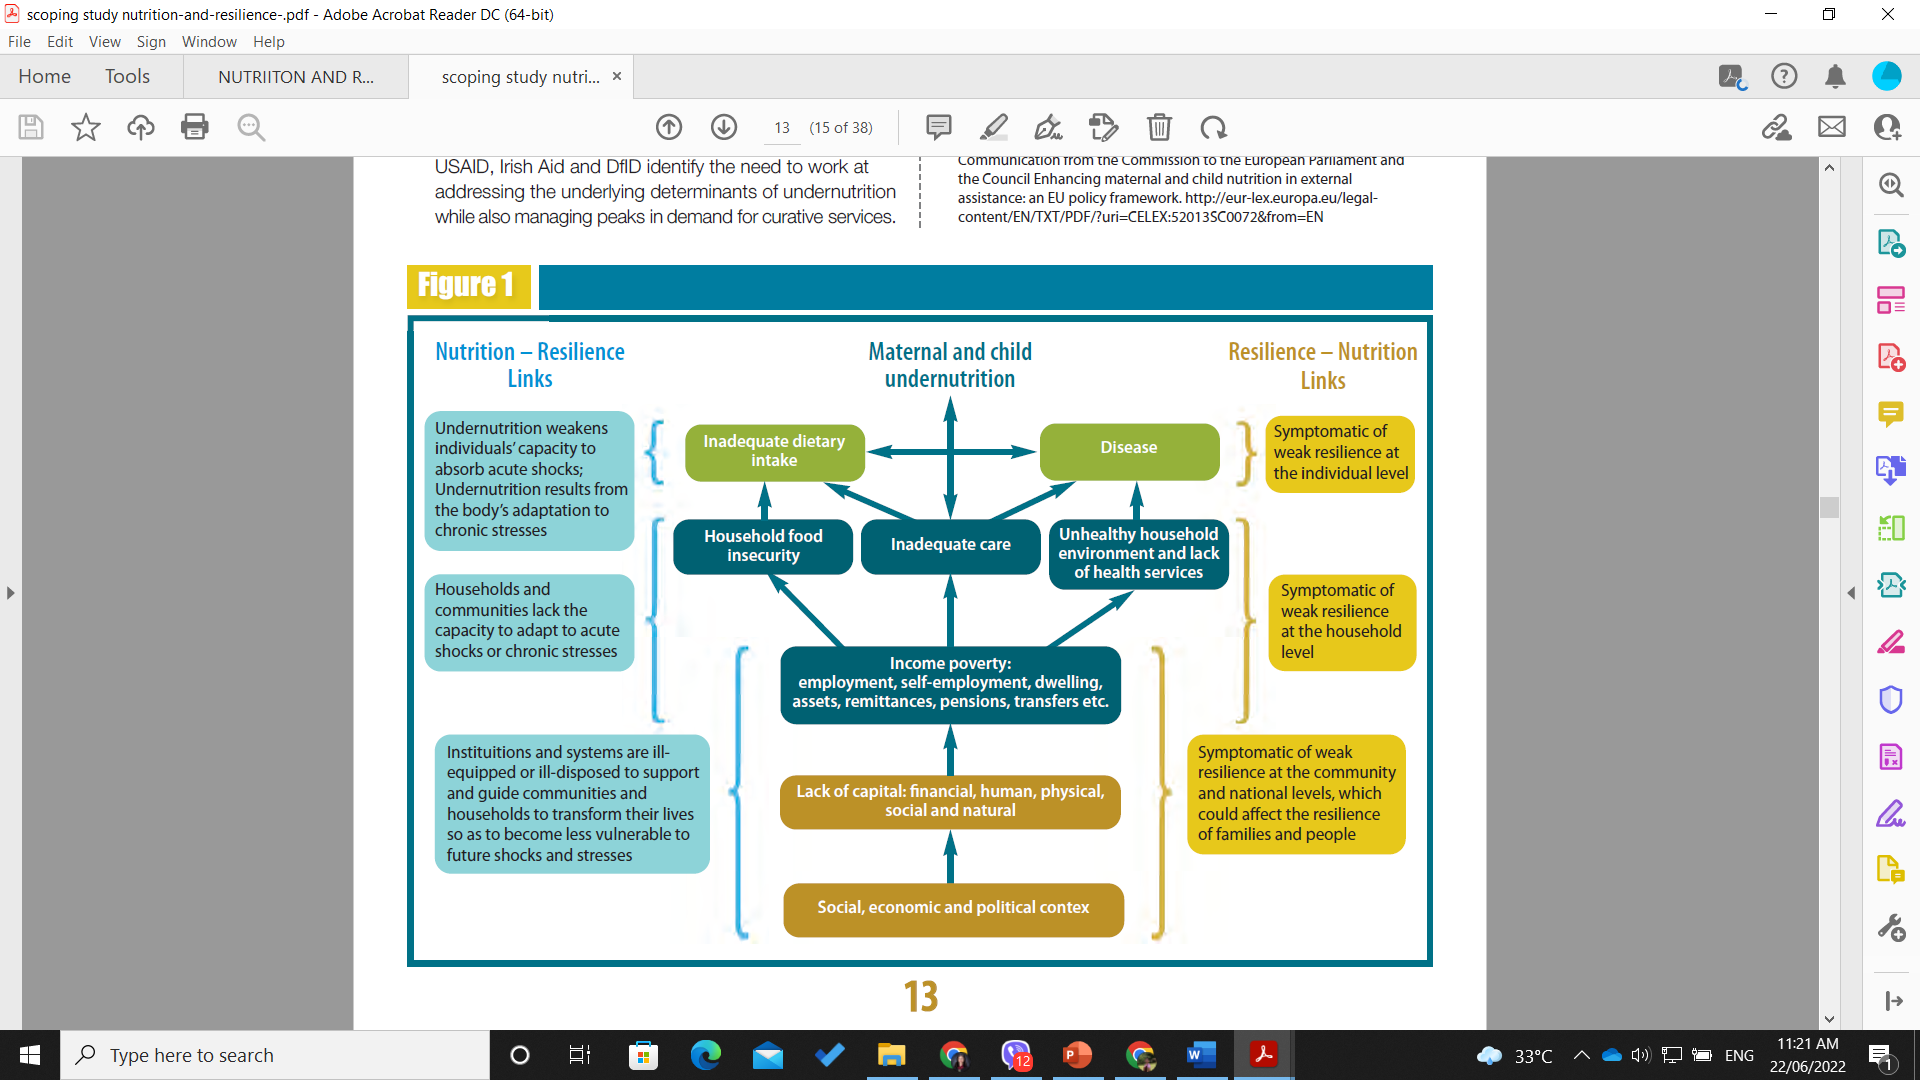 scoping study nutrition-and-resilience-.pdf - Adobe Acrobat Reader DC (64-bit)
File Edit View Sign Window Help
Home Tools NUTRIITON AND R... scoping study nutri... ×
13 (15 of 38)
USAID, Irish Aid and DfID identify the need to work at
addressing the underlying determinants of undernutrition
while also managing peaks in demand for curative services.
Communication from the Commission to the European Parliament and
the Council Enhancing maternal and child nutrition in external
assistance: an EU policy framework. http://eur-lex.europa.eu/legal-
content/EN/TXT/PDF/?uri=CELEX:52013SC0072&from=EN
Figure 1
Nutrition – Resilience
Links
Maternal and child
undernutrition
Resilience – Nutrition
Links
Undernutrition weakens
individuals' capacity to
absorb acute shocks;
Undernutrition results from
the body's adaptation to
chronic stresses
Inadequate dietary
intake
Disease
Symptomatic of
weak resilience at
the individual level
Household food
insecurity
Inadequate care
Unhealthy household
environment and lack
of health services
Households and
communities lack the
capacity to adapt to acute
shocks or chronic stresses
Symptomatic of
weak resilience
at the household
level
Income poverty:
employment, self-employment, dwelling,
assets, remittances, pensions, transfers etc.
Instituitions and systems are ill-
equipped or ill-disposed to support
and guide communities and
households to transform their lives
so as to become less vulnerable to
future shocks and stresses
Lack of capital: financial, human, physical,
social and natural
Symptomatic of weak
resilience at the community
and national levels, which
could affect the resilience
of families and people
Social, economic and political contex
13
Type here to search
12
33°C
ENG
11:21 AM
22/06/2022
1